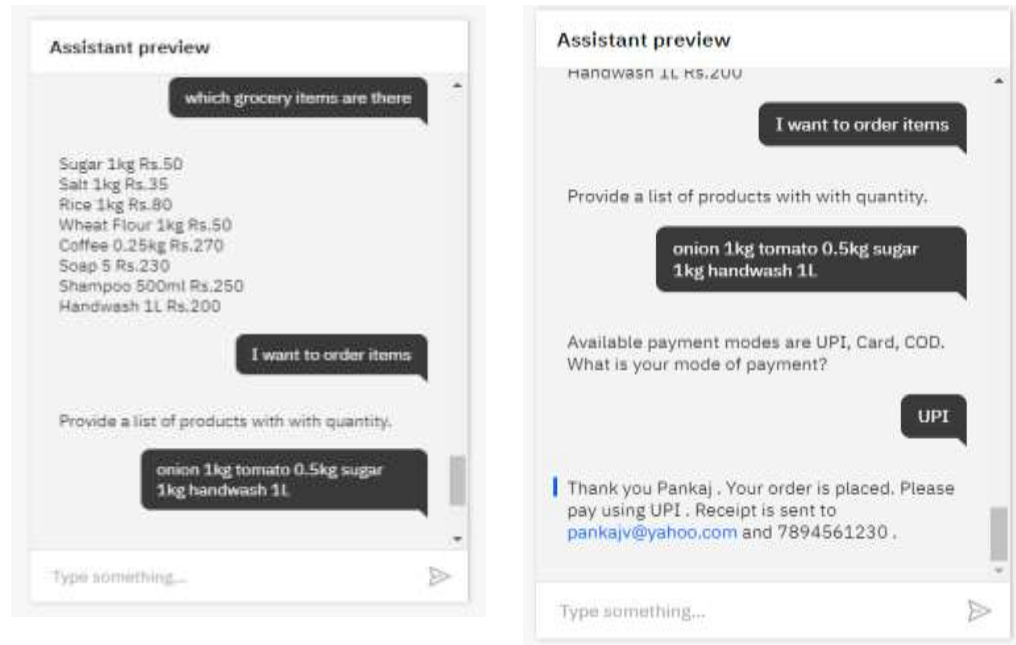 Assistant preview
which grocery items are there
Sugar 1kg Rs.50
Salt 1kg Rs.35
Rice 1kg Rs.80
Wheat Flour 1kg Rs.50
Coffee 0.25kg Rs.270
Soap 5 Rs.230
Shampoo 500ml Rs.250
Handwash 1L Rs.200
I want to order items
Provide a list of products with with quantity.
onion 1kg tomato 0.5kg sugar
1kg handwash 1L
Type something...
Assistant preview
Handwash 1L Rs.200
I want to order items
Provide a list of products with with quantity.
onion 1kg tomato 0.5kg sugar
1kg handwash 1L
Available payment modes are UPI, Card, COD.
What is your mode of payment?
UPI
Thank you Pankaj . Your order is placed. Please
pay using UPI . Receipt is sent to
pankajv@yahoo.com and 7894561230 .
Type something...